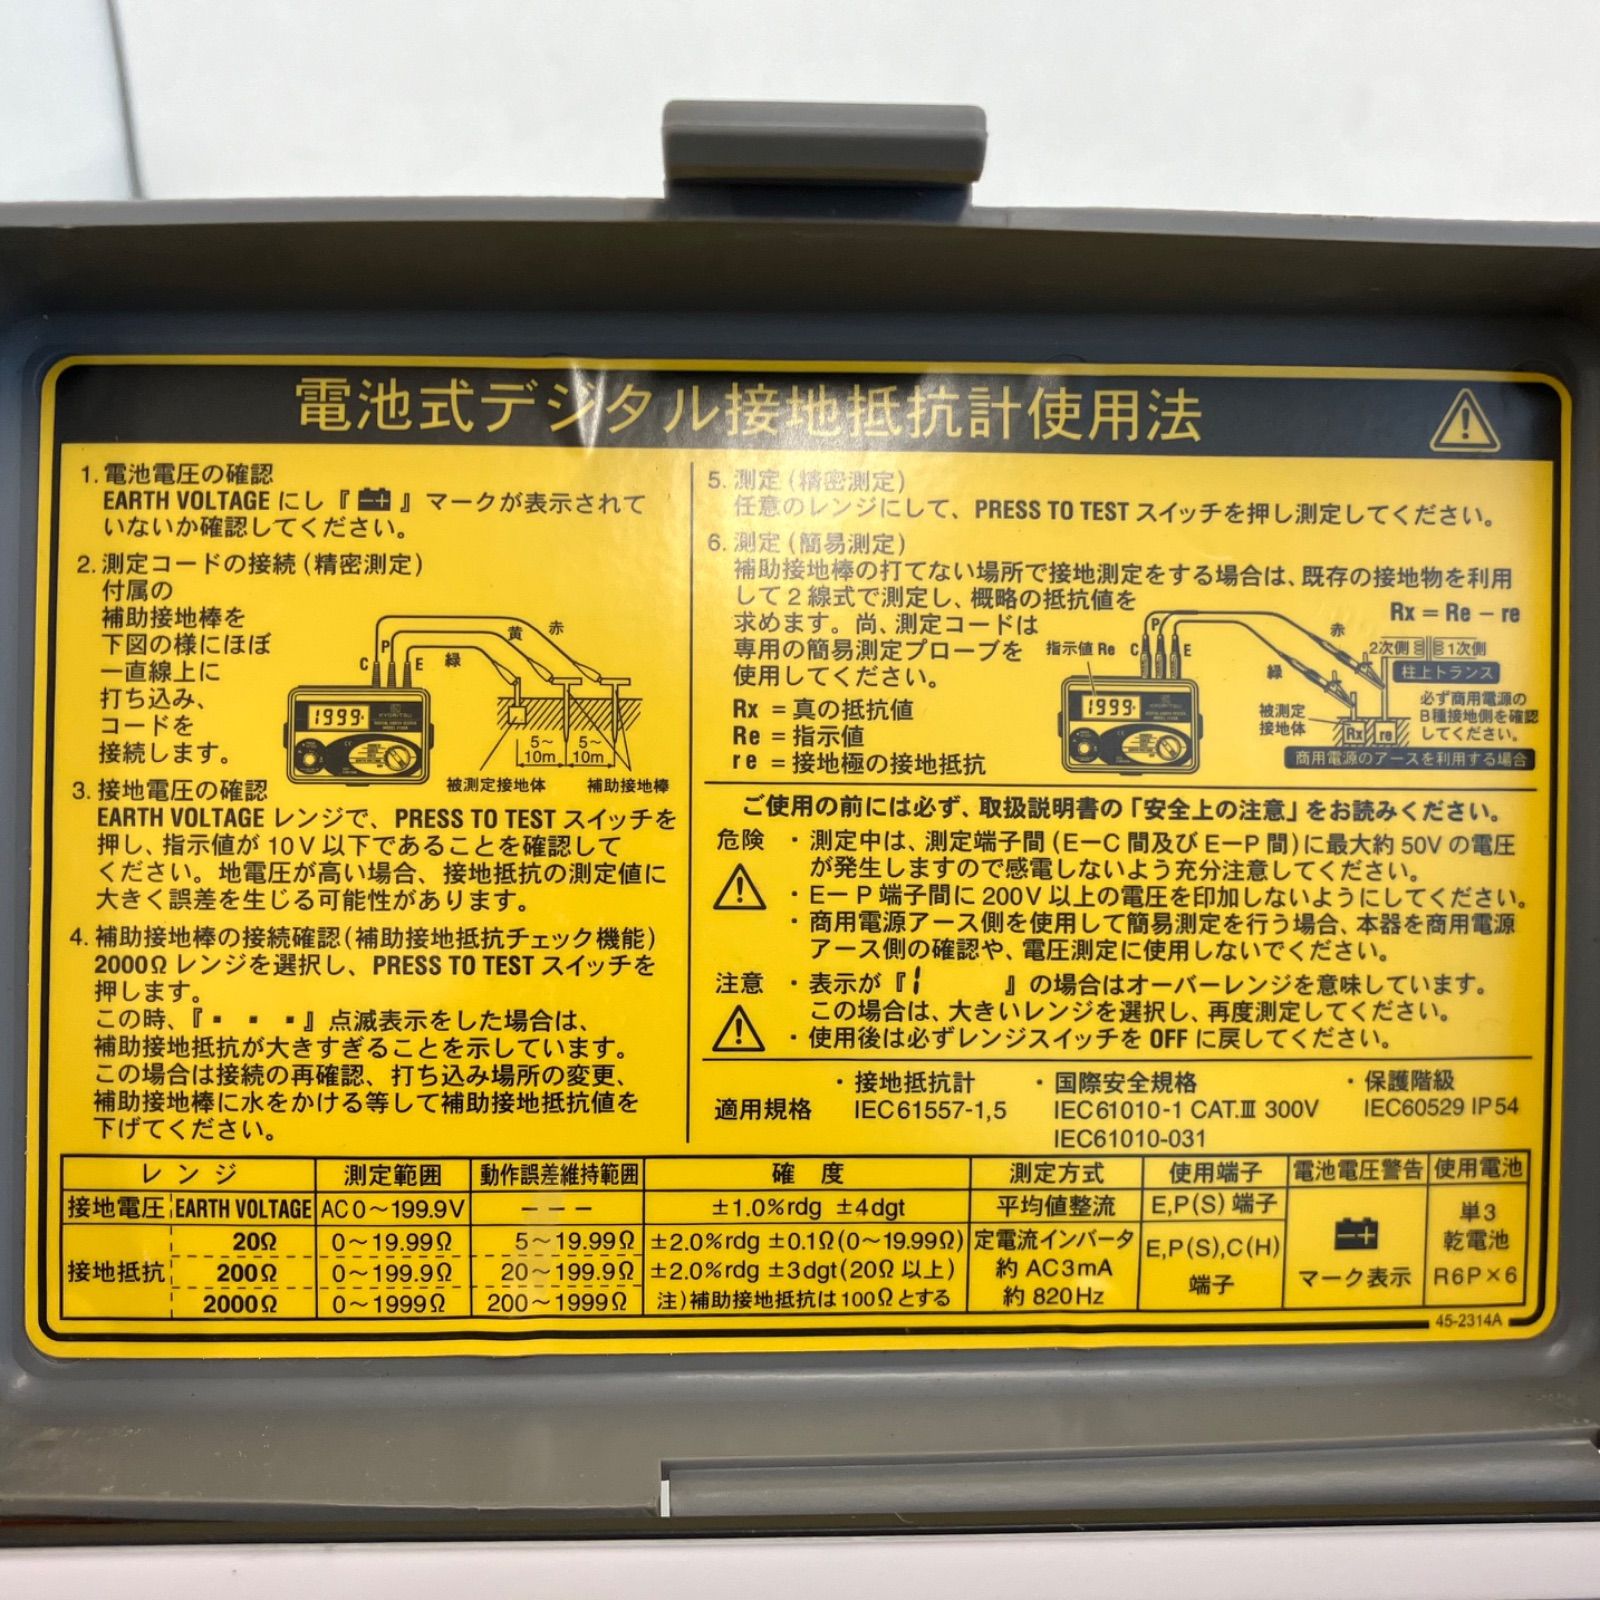 電池式デジタル接地抵抗計使用法
1. 電池電圧の確認
EARTH VOLTAGE にし『 』マークが表示されて
いないか確認してください。
2. 測定コードの接続(精密測定)
付属の
補助接地棒を
下図の様にほぼ
一直線上に
打ち込み、
コードを
接続します。
C P E 緑 黄 赤
1999
KYORITSU
5～10m 5～10m
被測定接地体 補助接地棒
3. 接地電圧の確認
EARTH VOLTAGE レンジで、PRESS TO TEST スイッチを
押し、指示値が 10V 以下であることを確認して
ください。地電圧が高い場合、接地抵抗の測定値に
大きく誤差を生じる可能性があります。
4. 補助接地棒の接続確認(補助接地抵抗チェック機能)
2000Ω レンジを選択し、PRESS TO TEST スイッチを
押します。
この時、『・・・』点滅表示をした場合は、
補助接地抵抗が大きすぎることを示しています。
この場合は接続の再確認、打ち込み場所の変更、
補助接地棒に水をかける等して補助接地抵抗値を
下げてください。
5. 測定(精密測定)
任意のレンジにして、PRESS TO TEST スイッチを押し測定してください。
6. 測定(簡易測定)
補助接地棒の打てない場所で接地測定をする場合は、既存の接地物を利用
して2線式で測定し、概略の抵抗値を
求めます。尚、測定コードは
専用の簡易測定プローブを
使用してください。
Rx = 真の抵抗値
Re = 指示値
re = 接地極の接地抵抗
Rx = Re − re
指示値 Re C P E 赤 緑
1999
2次側 1次側
柱上トランス
必ず商用電源の
B種接地側を確認
してください。
被測定
接地体
Rx re
商用電源のアースを利用する場合
ご使用の前には必ず、取扱説明書の「安全上の注意」をお読みください。
危険 ・測定中は、測定端子間(E－C 間及び E－P 間)に最大約 50V の電圧
が発生しますので感電しないよう充分注意してください。
・E－P 端子間に 200V 以上の電圧を印加しないようにしてください。
・商用電源アース側を使用して簡易測定を行う場合、本器を商用電源
アース側の確認や、電圧測定に使用しないでください。
注意 ・表示が『1 』の場合はオーバーレンジを意味しています。
この場合は、大きいレンジを選択し、再度測定してください。
・使用後は必ずレンジスイッチを OFF に戻してください。
適用規格
・接地抵抗計
IEC61557-1,5
・国際安全規格
IEC61010-1 CAT.Ⅲ 300V
IEC61010-031
・保護階級
IEC60529 IP54
レンジ 測定範囲 動作誤差維持範囲 確度 測定方式 使用端子 電池電圧警告 使用電池
接地電圧 EARTH VOLTAGE AC0～199.9V −−− ±1.0%rdg ±4dgt 平均値整流 E,P(S) 端子
接地抵抗
20Ω 0～19.99Ω 5～19.99Ω ±2.0%rdg ±0.1Ω(0～19.99Ω)
200Ω 0～199.9Ω 20～199.9Ω ±2.0%rdg ±3dgt(20Ω 以上)
2000Ω 0～1999Ω 200～1999Ω 注)補助接地抵抗は100Ωとする
定電流インバータ
約 AC3mA
約 820Hz
E,P(S),C(H)
端子
マーク表示
単3
乾電池
R6P×6
45-2314A